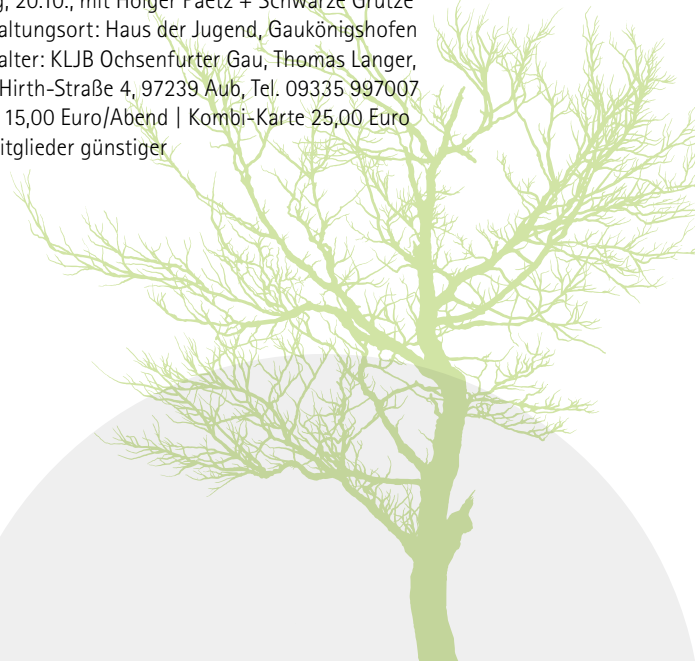 g, 20.10., mit Holger Paetz + Schwarze Grütze
altungsort: Haus der Jugend, Gaukönigshofen
alter: KLJB Ochsenfurter Gau, Thomas Langer,
Hirth-Straße 4, 97239 Aub, Tel. 09335 997007
15,00 Euro/Abend | Kombi-Karte 25,00 Euro
itglieder günstiger